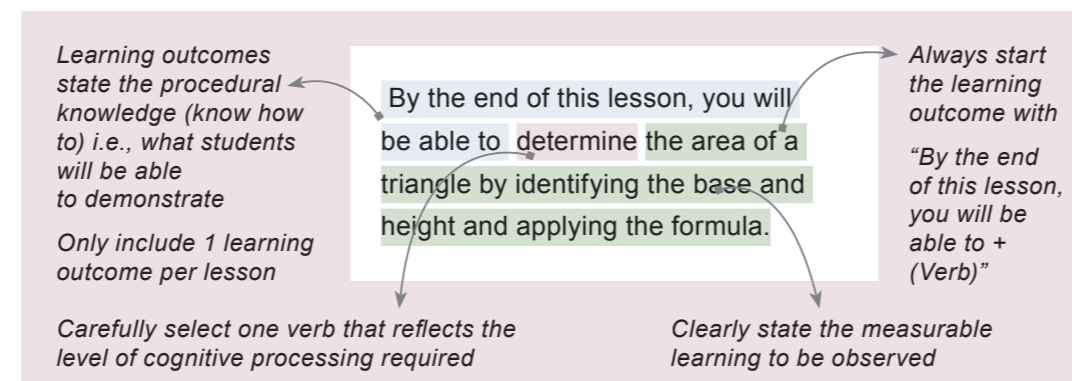 Learning outcomes
state the procedural
knowledge (know how
to) i.e., what students
will be able
to demonstrate
Only include 1 learning
outcome per lesson
By the end of this lesson, you will
be able to determine the area of a
triangle by identifying the base and
height and applying the formula.
Always start
the learning
outcome with
“By the end
of this lesson,
you will be
able to +
(Verb)”
Carefully select one verb that reflects the
level of cognitive processing required
Clearly state the measurable
learning to be observed